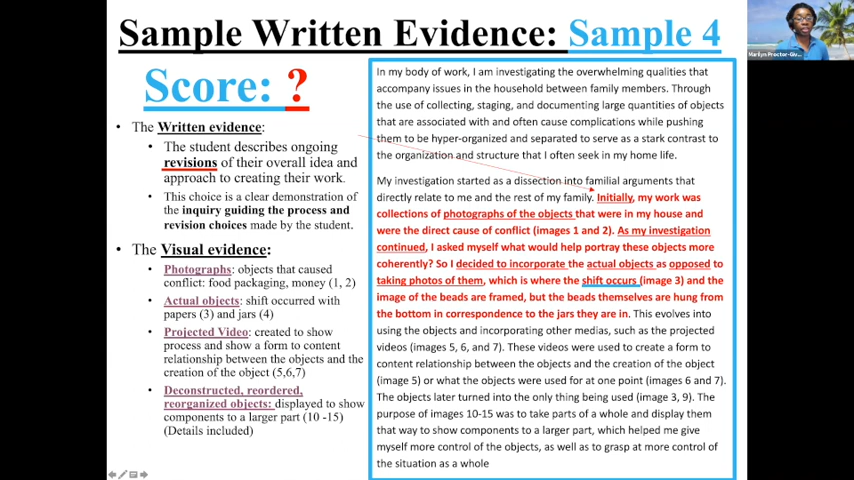 Sample Written Evidence: Sample 4
Score: ?
• The Written evidence:
• The student describes ongoing
revisions of their overall idea and
approach to creating their work.
• This choice is a clear demonstration of
the inquiry guiding the process and
revision choices made by the student.
• The Visual evidence:
• Photographs: objects that caused
conflict: food packaging, money (1, 2)
• Actual objects: shift occurred with
papers (3) and jars (4)
• Projected Video: created to show
process and show a form to content
relationship between the objects and the
creation of the object (5,6,7)
• Deconstructed, reordered,
reorganized objects: displayed to show
components to a larger part (10 -15)
(Details included)
In my body of work, I am investigating the overwhelming qualities that
accompany issues in the household between family members. Through
the use of collecting, staging, and documenting large quantities of objects
that are associated with and often cause complications while pushing
them to be hyper-organized and separated to serve as a stark contrast to
the organization and structure that I often seek in my home life.
My investigation started as a dissection into familial arguments that
directly relate to me and the rest of my family. Initially, my work was
collections of photographs of the objects that were in my house and
were the direct cause of conflict (images 1 and 2). As my investigation
continued, I asked myself what would help portray these objects more
coherently? So I decided to incorporate the actual objects as opposed to
taking photos of them, which is where the shift occurs (image 3) and the
image of the beads are framed, but the beads themselves are hung from
the bottom in correspondence to the jars they are in. This evolves into
using the objects and incorporating other medias, such as the projected
videos (images 5, 6, and 7). These videos were used to create a form to
content relationship between the objects and the creation of the object
(image 5) or what the objects were used for at one point (images 6 and 7).
The objects later turned into the only thing being used (image 3, 9). The
purpose of images 10-15 was to take parts of a whole and display them
that way to show components to a larger part, which helped me give
myself more control of the objects, as well as to grasp at more control of
the situation as a whole